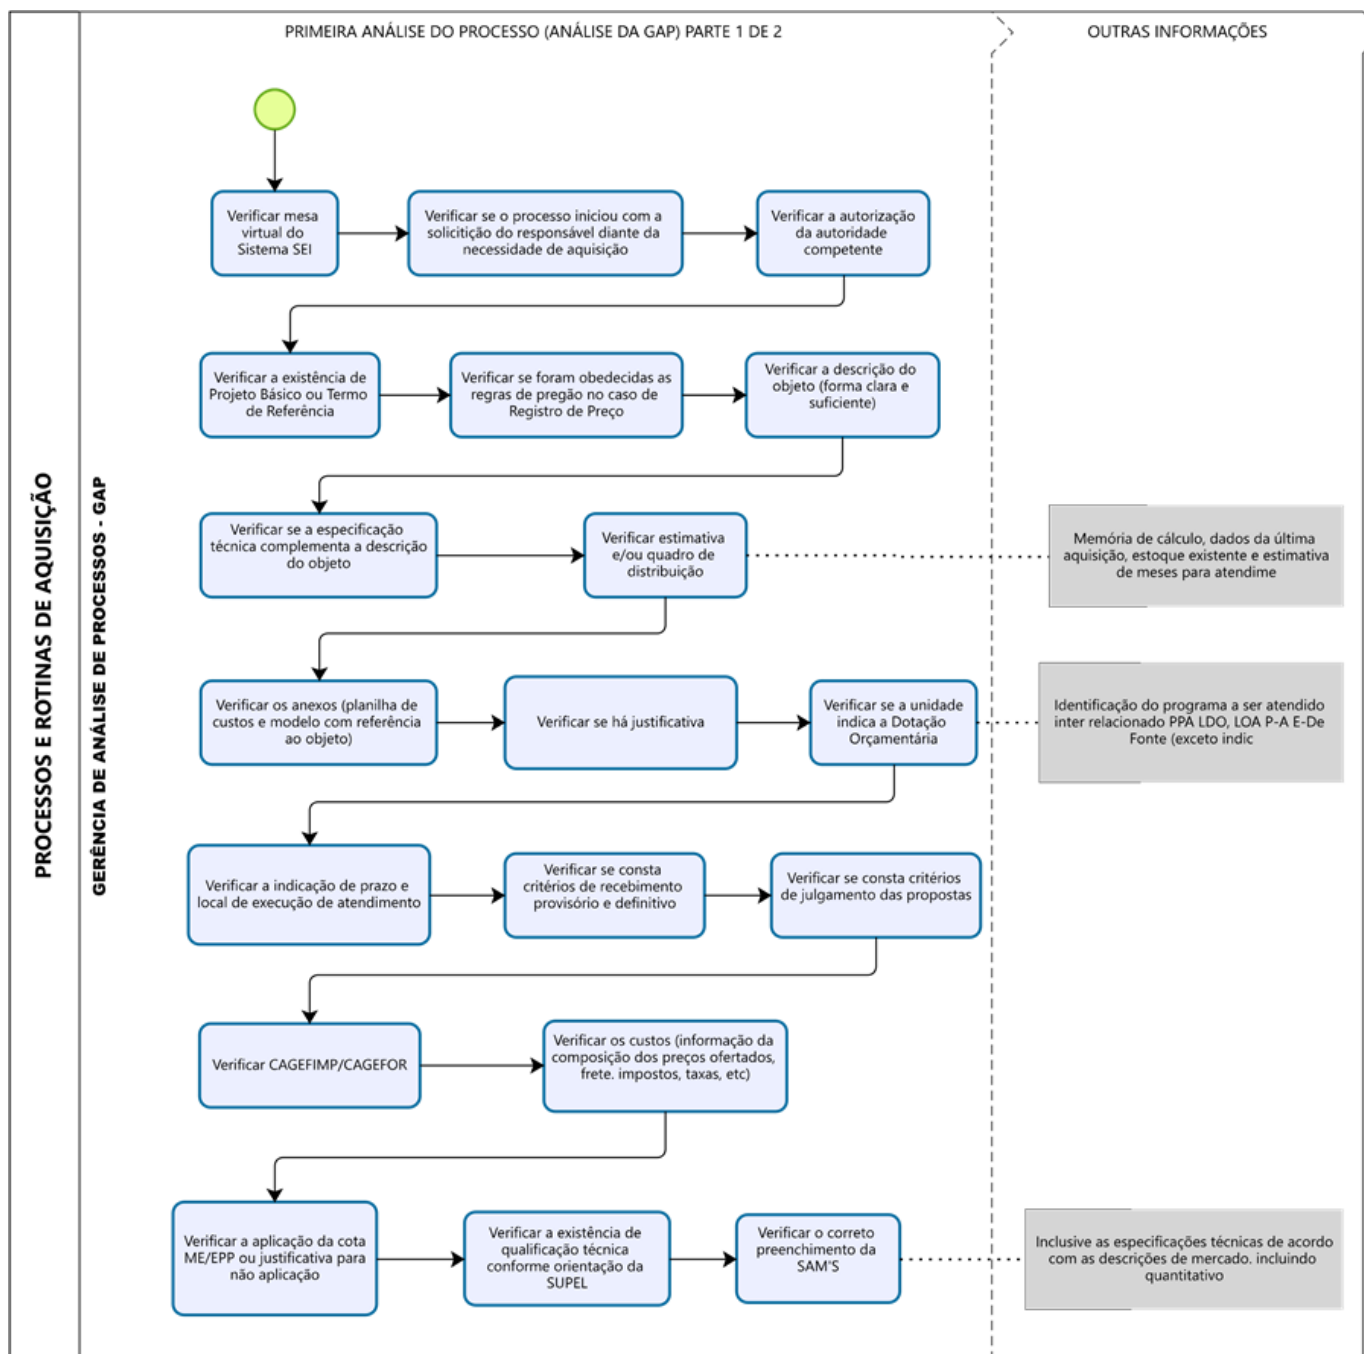 PRIMEIRA ANÁLISE DO PROCESSO (ANÁLISE DA GAP) PARTE 1 DE 2
OUTRAS INFORMAÇÕES
PROCESSOS E ROTINAS DE AQUISIÇÃO
GERÊNCIA DE ANÁLISE DE PROCESSOS - GAP
Verificar mesa
virtual do
Sistema SEI
Verificar se o processo iniciou com a
solicitição do responsável diante da
necessidade de aquisição
Verificar a autorização
da autoridade
competente
Verificar a existência de
Projeto Básico ou Termo
de Referência
Verificar se foram obedecidas as
regras de pregão no caso de
Registro de Preço
Verificar a descrição do
objeto (forma clara e
suficiente)
Verificar se a especificação
técnica complementa a descrição
do objeto
Verificar estimativa
e/ou quadro de
distribuição
Memória de cálculo, dados da última
aquisição, estoque existente e estimativa
de meses para atendime
Verificar os anexos (planilha de
custos e modelo com referência
ao objeto)
Verificar se há justificativa
Verificar se a unidade
indica a Dotação
Orçamentária
Identificação do programa a ser atendido
inter relacionado PPA LDO, LOA P-A E-De
Fonte (exceto indic
Verificar a indicação de prazo e
local de execução de atendimento
Verificar se consta
critérios de recebimento
provisório e definitivo
Verificar se consta critérios
de julgamento das propostas
Verificar CAGEFIMP/CAGEFOR
Verificar os custos (informação da
composição dos preços ofertados,
frete. impostos, taxas, etc)
Verificar a aplicação da cota
ME/EPP ou justificativa para
não aplicação
Verificar a existência de
qualificação técnica
conforme orientação da
SUPEL
Verificar o correto
preenchimento da
SAM'S
Inclusive as especificações técnicas de acordo
com as descrições de mercado. incluindo
quantitativo